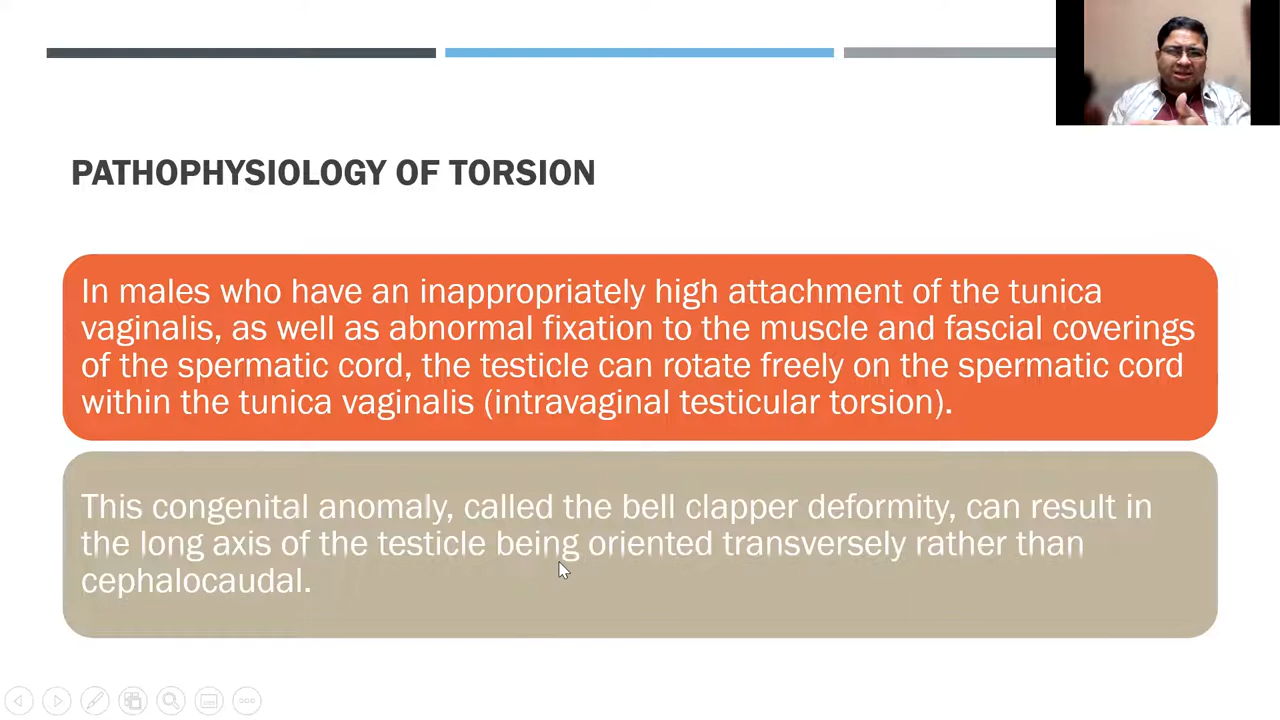 PATHOPHYSIOLOGY OF TORSION
In males who have an inappropriately high attachment of the tunica
vaginalis, as well as abnormal fixation to the muscle and fascial coverings
of the spermatic cord, the testicle can rotate freely on the spermatic cord
within the tunica vaginalis (intravaginal testicular torsion).
This congenital anomaly, called the bell clapper deformity, can result in
the long axis of the testicle being oriented transversely rather than
cephalocaudal.